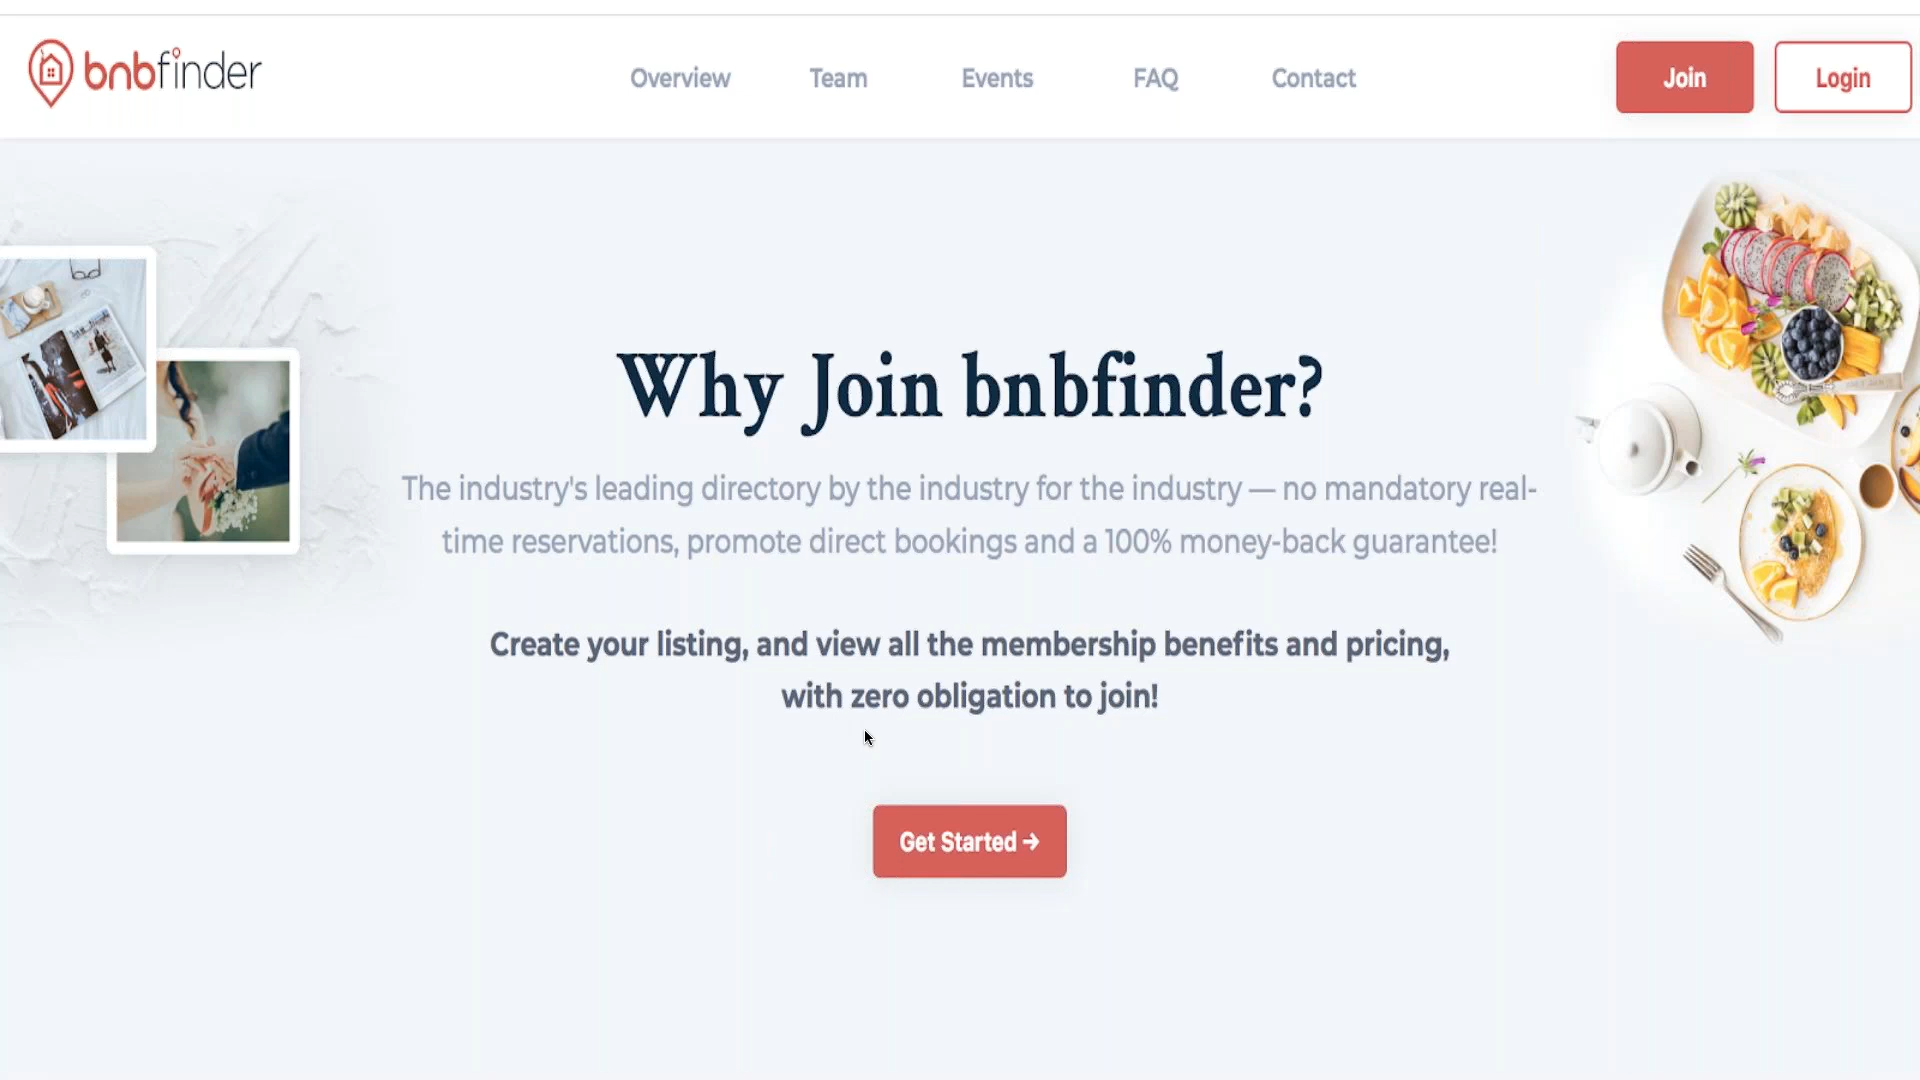 bnbfinder
Overview Team Events FAQ Contact Join Login
Why Join bnbfinder?
The industry's leading directory by the industry for the industry — no mandatory real-
time reservations, promote direct bookings and a 100% money-back guarantee!
Create your listing, and view all the membership benefits and pricing,
with zero obligation to join!
Get Started →